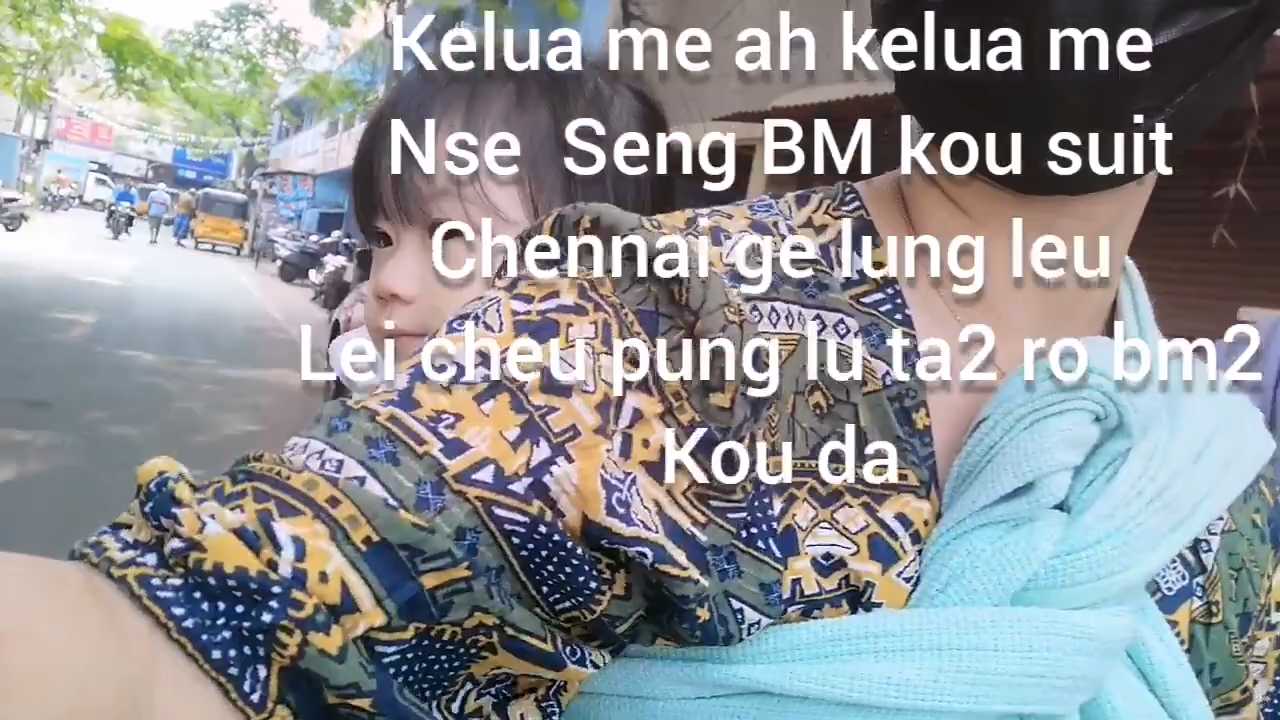 Kelua me ah kelua me
Nse Seng BM kou suit
Chennai ge lung leu
Lei cheu pung lu ta2 ro bm2
Kou da